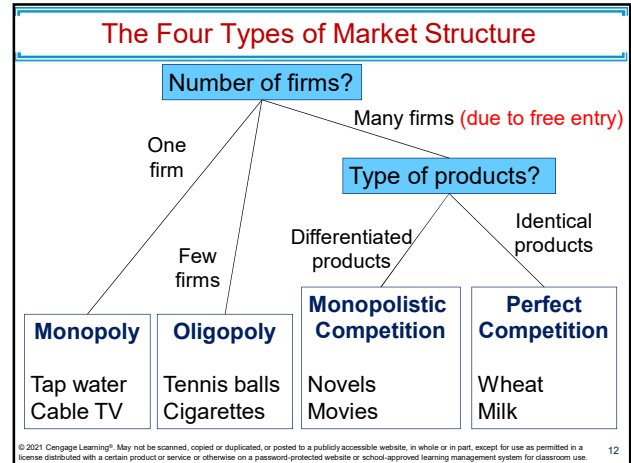 The Four Types of Market Structure
Number of firms?
Many firms (due to free entry)
One
firm
Type of products?
Few
firms
Differentiated
products
Identical
products
Monopoly
Tap water
Cable TV
Oligopoly
Tennis balls
Cigarettes
Monopolistic
Competition
Novels
Movies
Perfect
Competition
Wheat
Milk
© 2021 Cengage Learning®. May not be scanned, copied or duplicated, or posted to a publicly accessible website, in whole or in part, except for use as permitted in a
license distributed with a certain product or service or otherwise on a password-protected website or school-approved learning management system for classroom use.
12